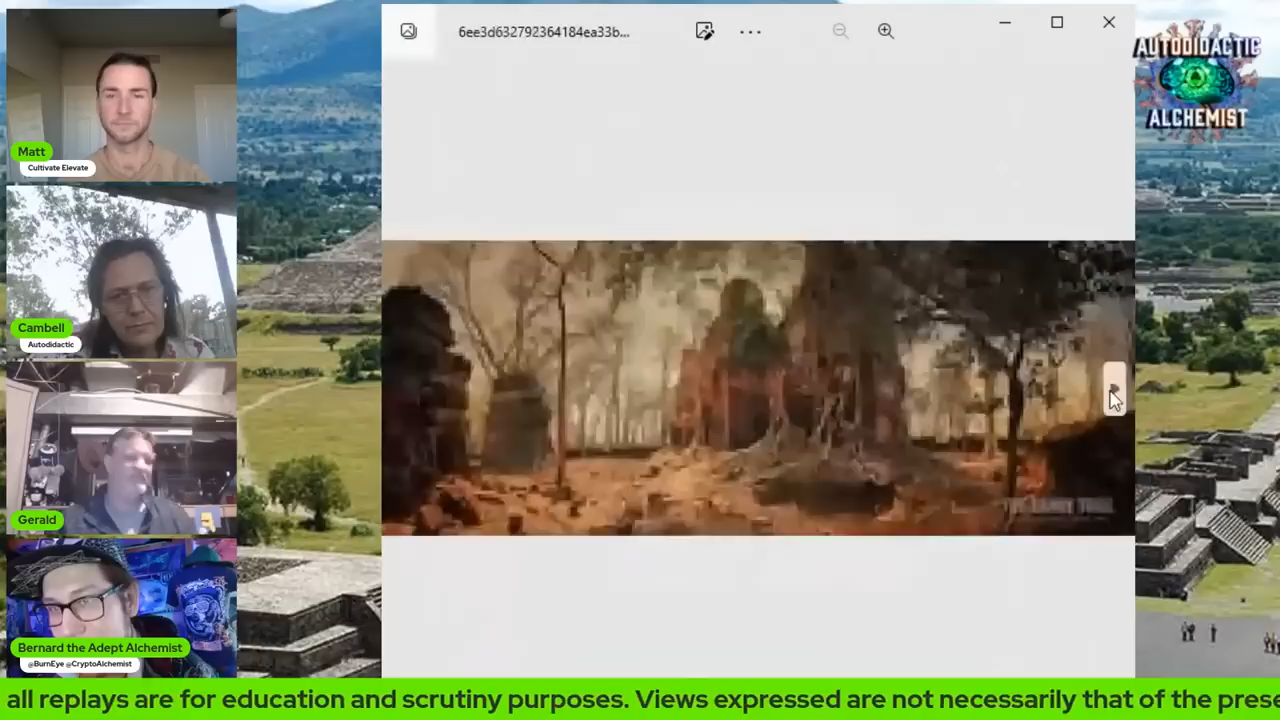 6ee3d632792364184ea33b...
AUTODIDACTIC
ALCHEMIST
Matt
Cultivate Elevate
Cambell
Autodidactic
Gerald
Bernard the Adept Alchemist
@BurnEye @CryptoAlchemist
all replays are for education and scrutiny purposes. Views expressed are not necessarily that of the prese